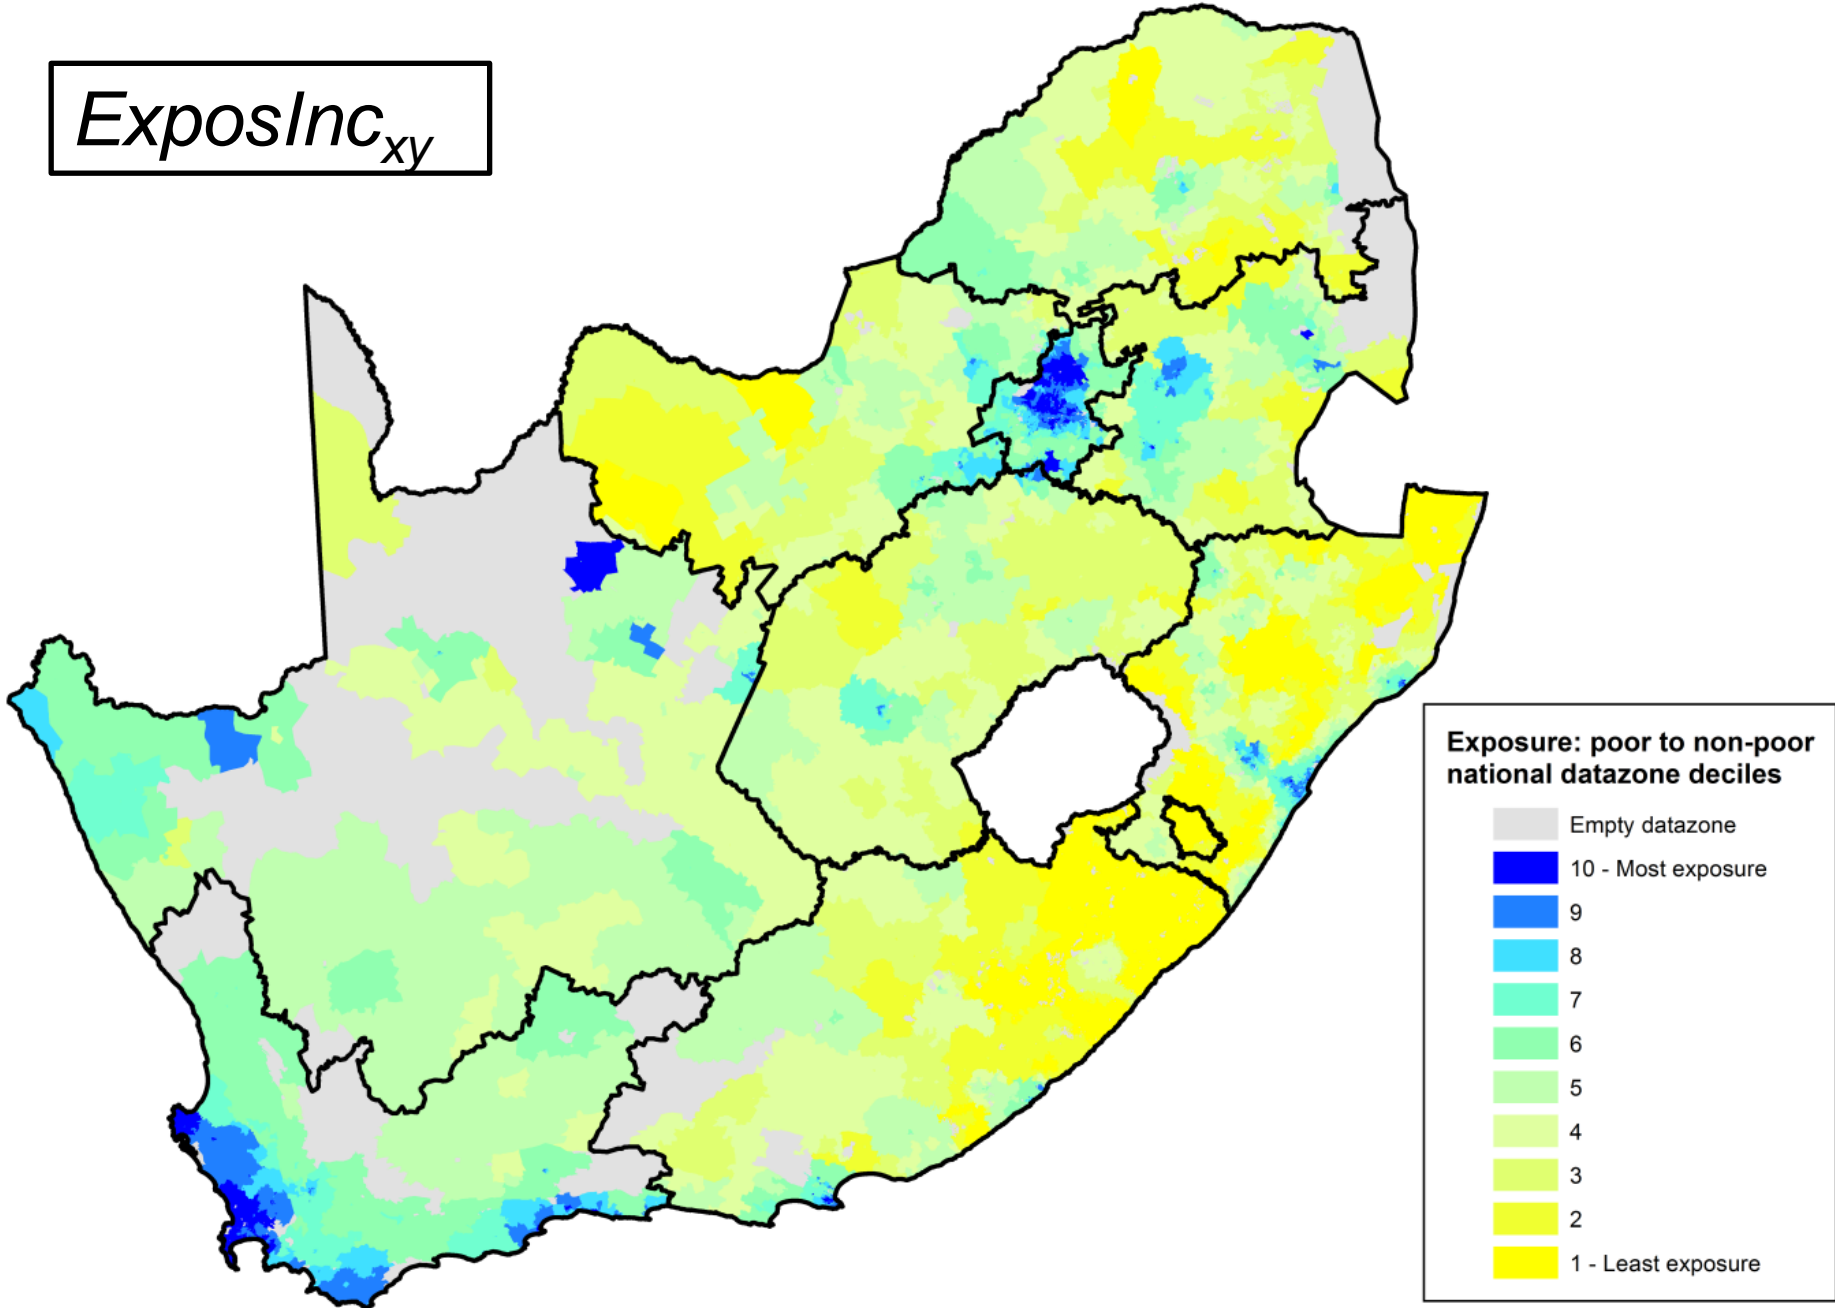 ExposInc_xy
Exposure: poor to non-poor
national datazone deciles
Empty datazone
10 - Most exposure
9
8
7
6
5
4
3
2
1 - Least exposure